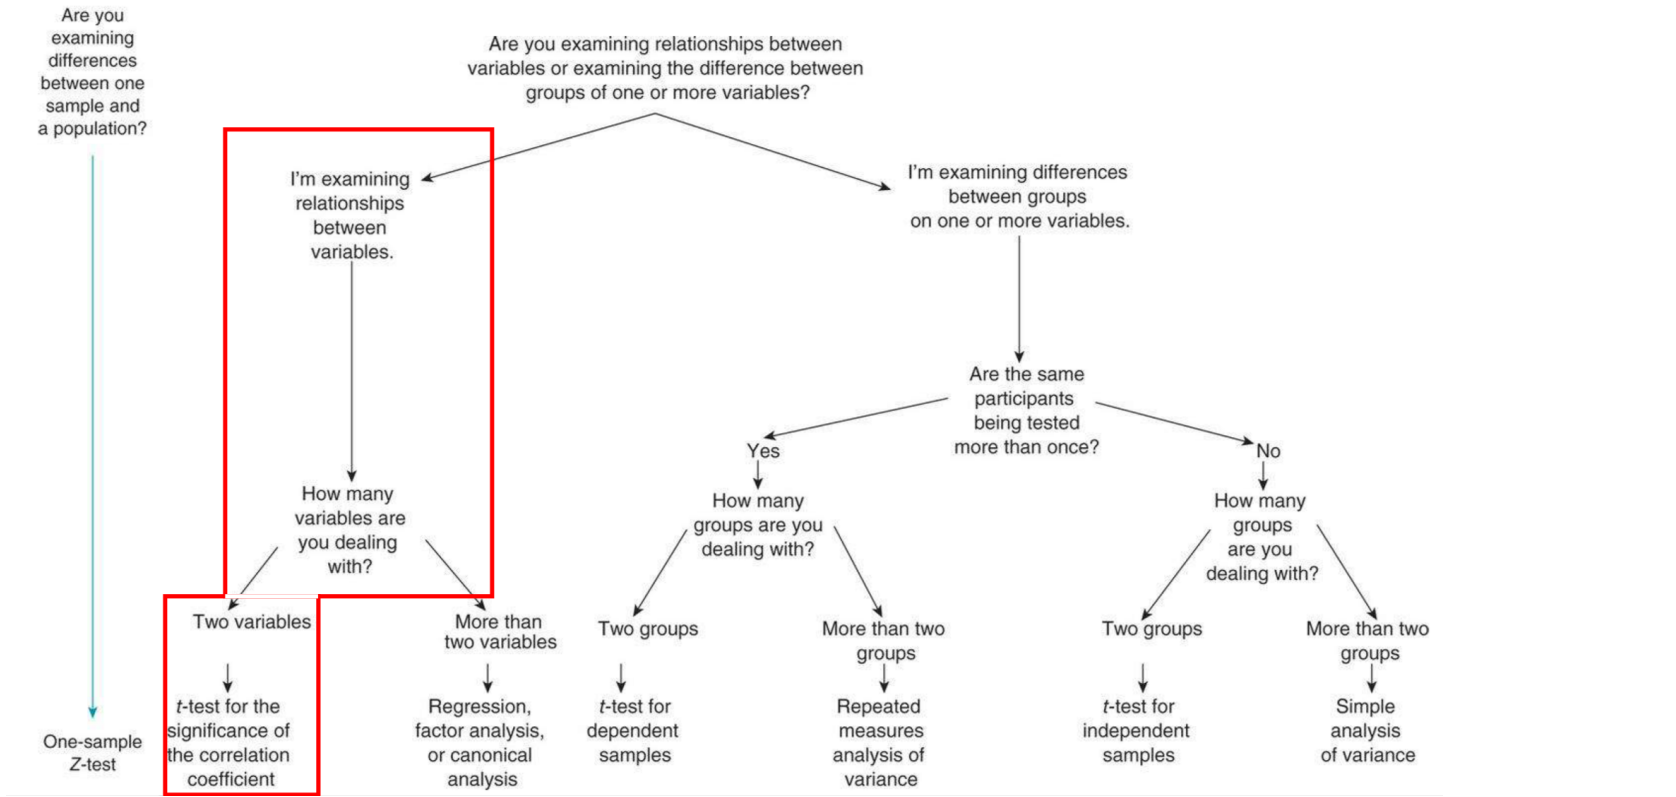 Are you
examining
differences
between one
sample and
a population?
One-sample
Z-test
Are you examining relationships between
variables or examining the difference between
groups of one or more variables?
I'm examining
relationships
between
variables.
How many
variables are
you dealing
with?
Two variables
t-test for the
significance of
the correlation
coefficient
More than
two variables
Regression,
factor analysis,
or canonical
analysis
I'm examining differences
between groups
on one or more variables.
Are the same
participants
being tested
more than once?
Yes
How many
groups are you
dealing with?
Two groups
t-test for
dependent
samples
More than two
groups
Repeated
measures
analysis of
variance
No
How many
groups
are you
dealing with?
Two groups
t-test for
independent
samples
More than two
groups
Simple
analysis
of variance